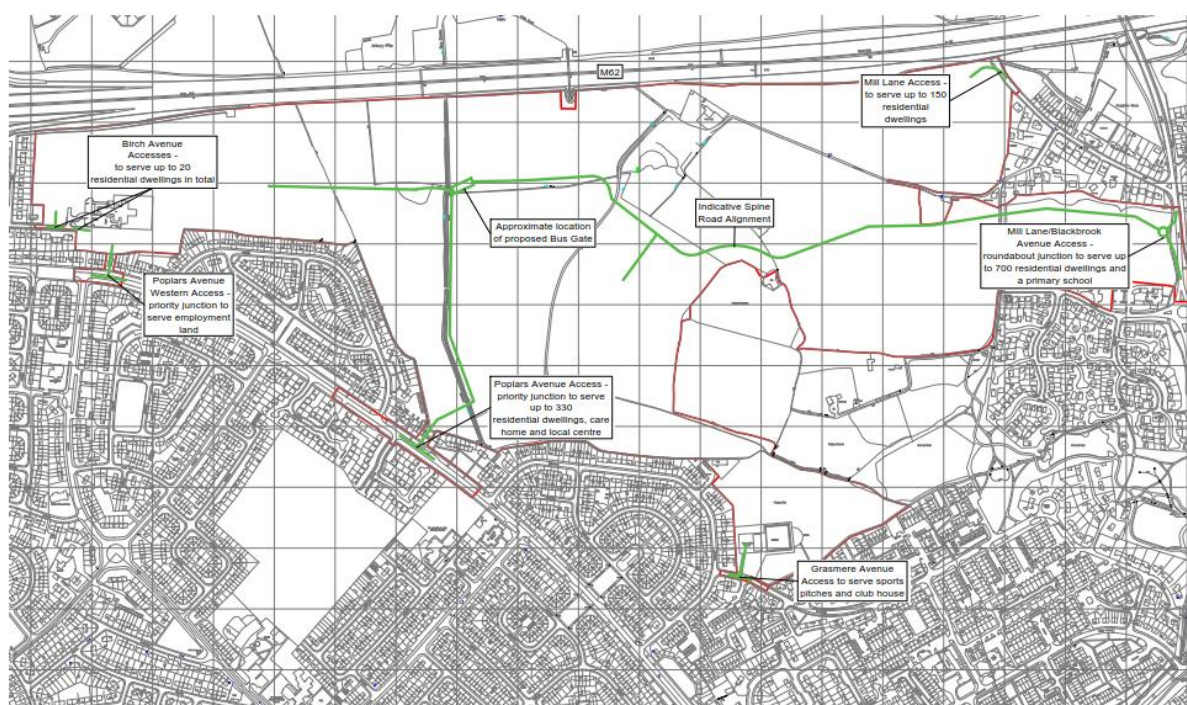 M62
Mill Lane Access -
to serve up to 150
residential
dwellings
Birch Avenue
Accesses -
to serve up to 20
residential dwellings in total
Indicative Spine
Road Alignment
Approximate location
of proposed Bus Gate
Mill Lane/Blackbrook
Avenue Access -
roundabout junction to serve up
to 700 residential dwellings and
a primary school
Poplars Avenue
Western Access -
priority junction to
serve employment
land
Poplars Avenue Access -
priority junction to serve
up to 330
residential dwellings, care
home and local centre
Grasmere Avenue
Access to serve sports
pitches and club house